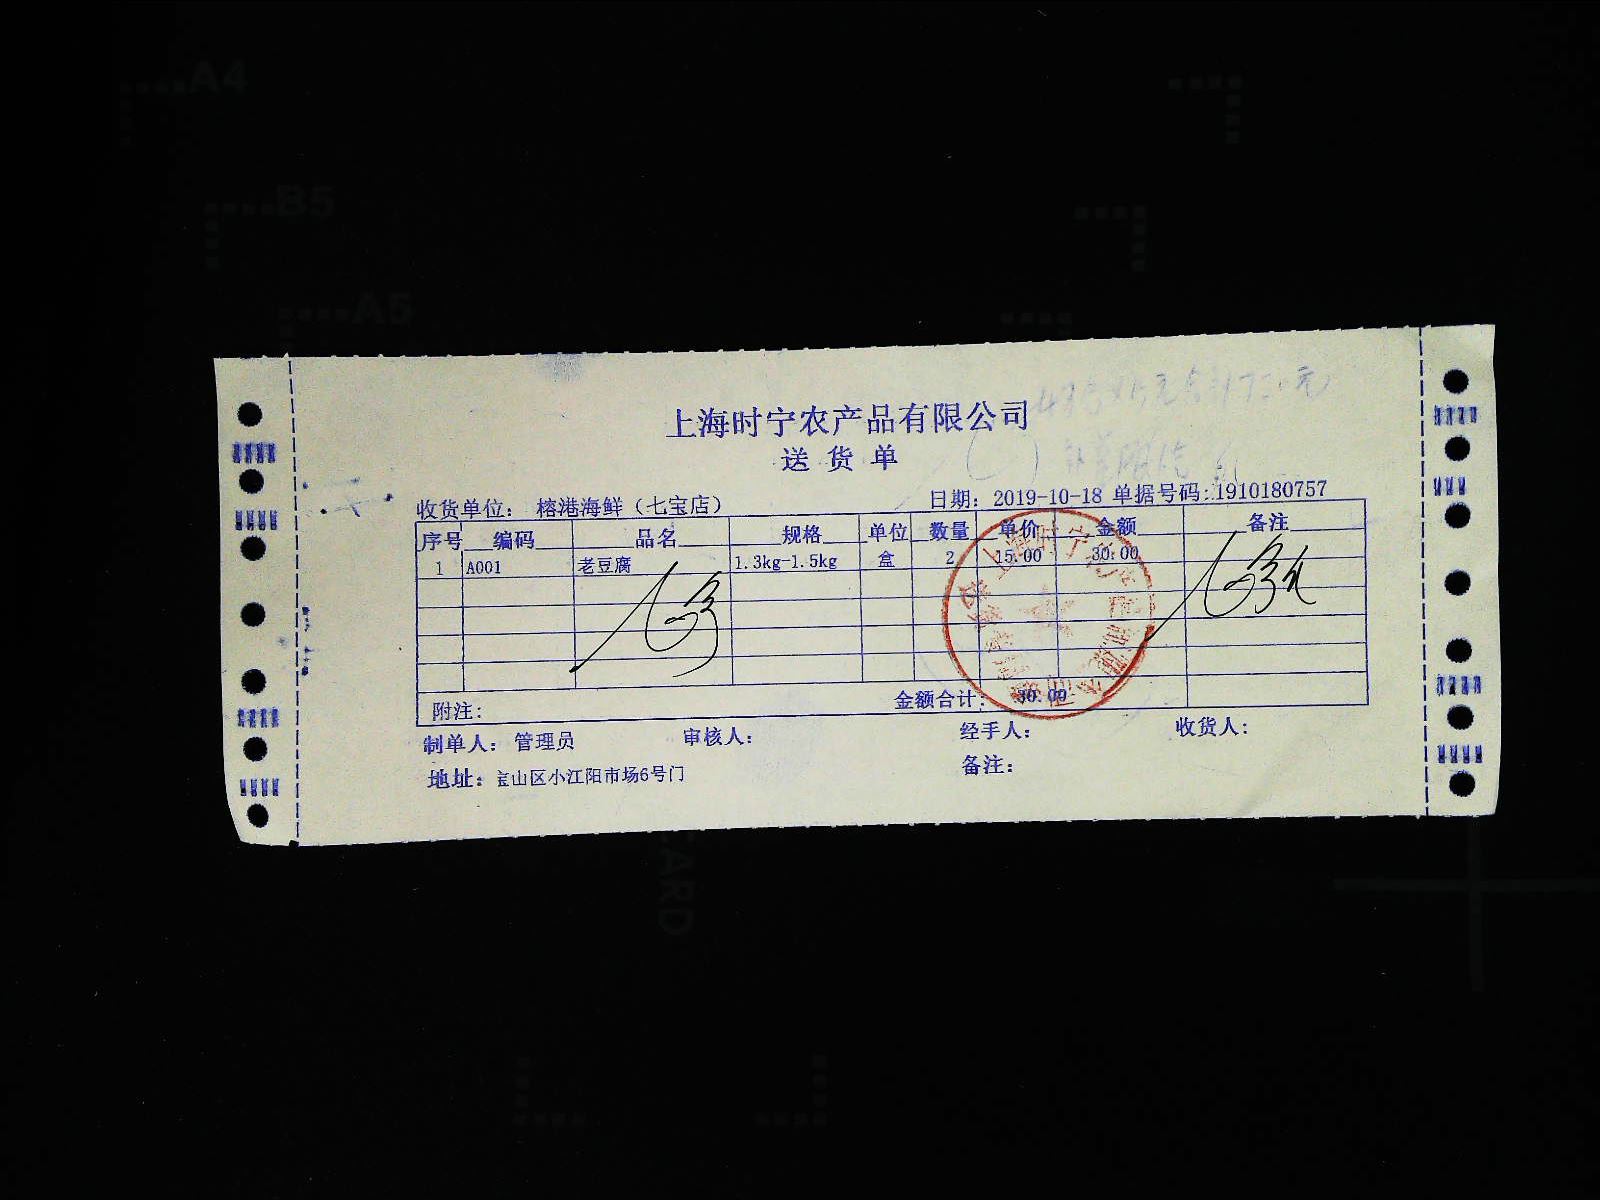 A4
B5
A5
上海时宁农产品有限公司
送货单
收货单位： 榕港海鲜（七宝店） 日期： 2019-10-18 单据号码：1910180757
序号 编码 品名 规格 单位 数量 单价 金额 备注
1 A001 老豆腐 1.3kg-1.5kg 盒 2 15.00 30.00
附注： 金额合计： 30.00
制单人： 管理员 审核人： 经手人： 收货人：
地址：宝山区小江阳市场6号门 备注：
CARD